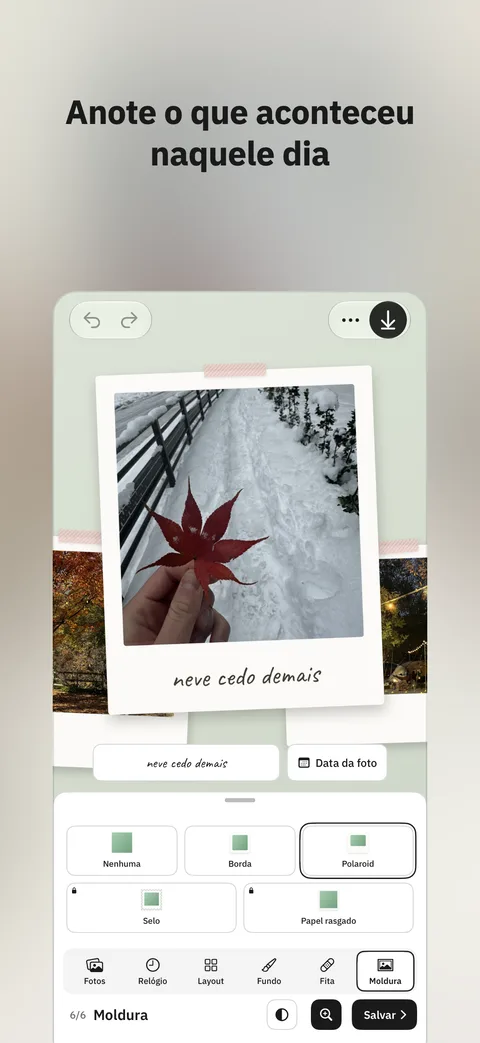 Anote o que aconteceu
naquele dia
neve cedo demais
neve cedo demais
Data da foto
Nenhuma
Borda
Polaroid
Selo
Papel rasgado
Fotos
Relógio
Layout
Fundo
Fita
Moldura
6/6 Moldura
Salvar